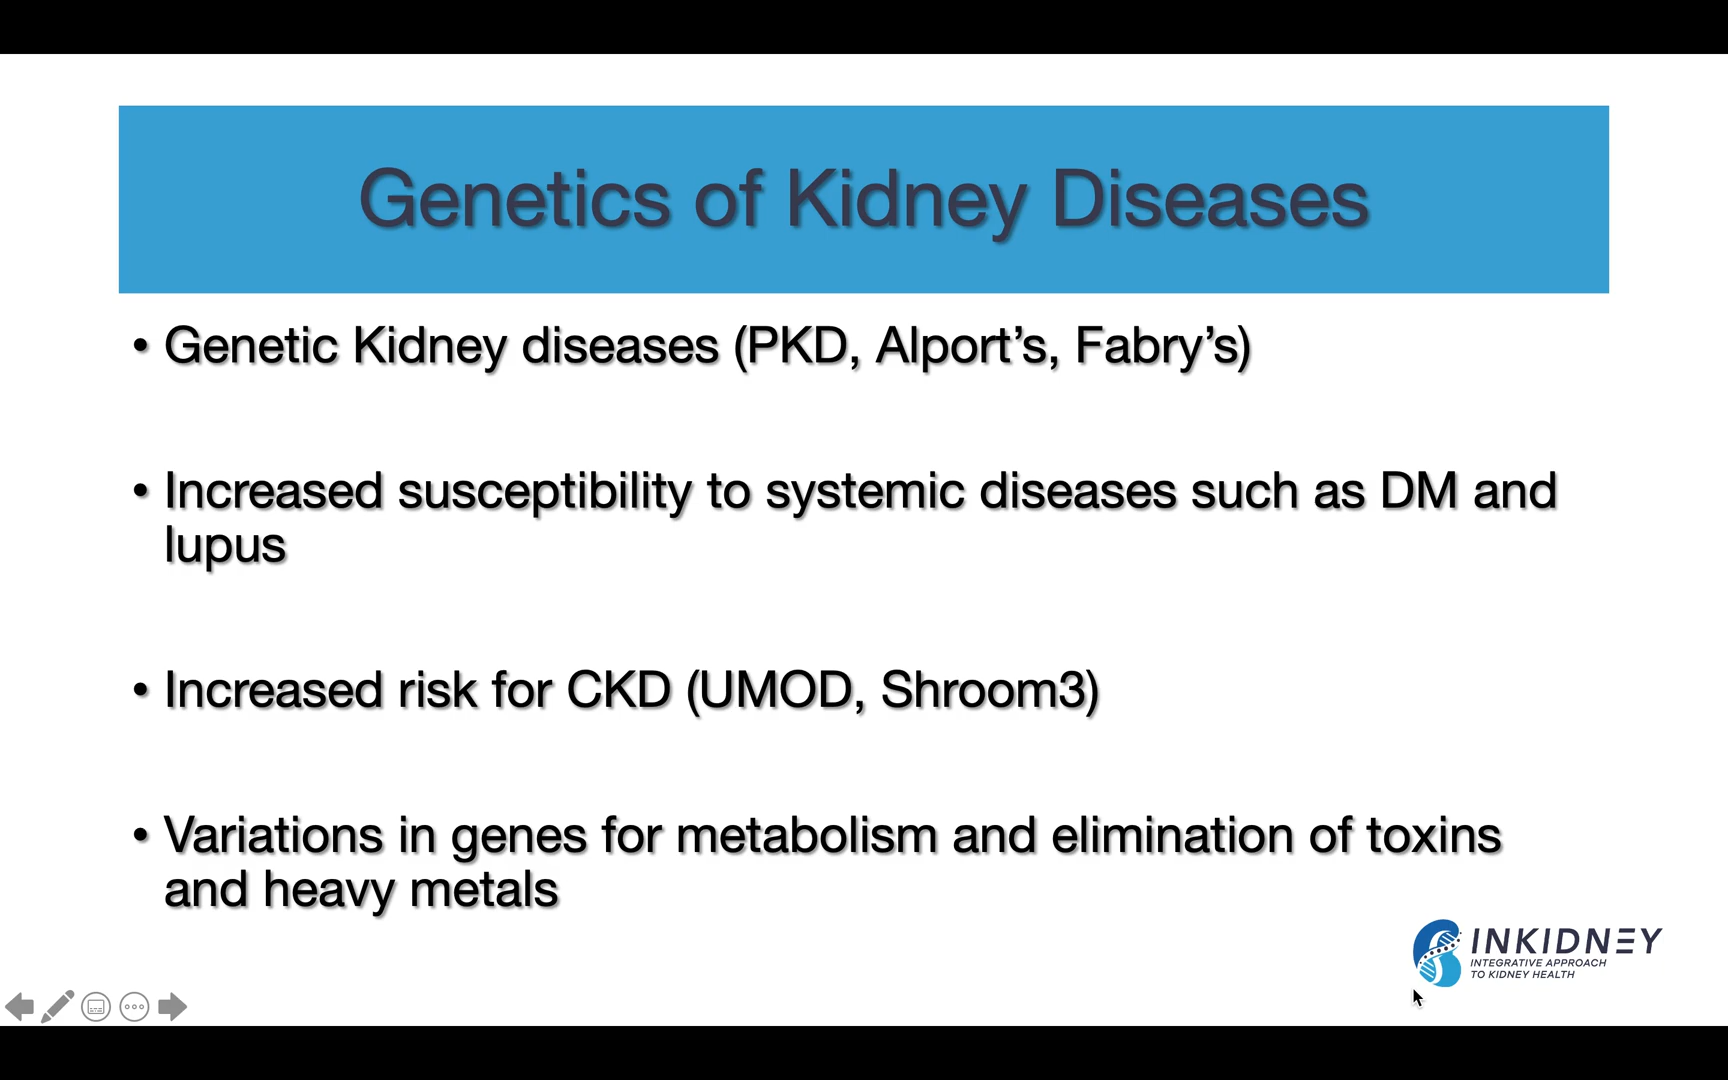 Genetics of Kidney Diseases
• Genetic Kidney diseases (PKD, Alport’s, Fabry’s)
• Increased susceptibility to systemic diseases such as DM and
lupus
• Increased risk for CKD (UMOD, Shroom3)
• Variations in genes for metabolism and elimination of toxins
and heavy metals
INKIDNEY
INTEGRATIVE APPROACH
TO KIDNEY HEALTH